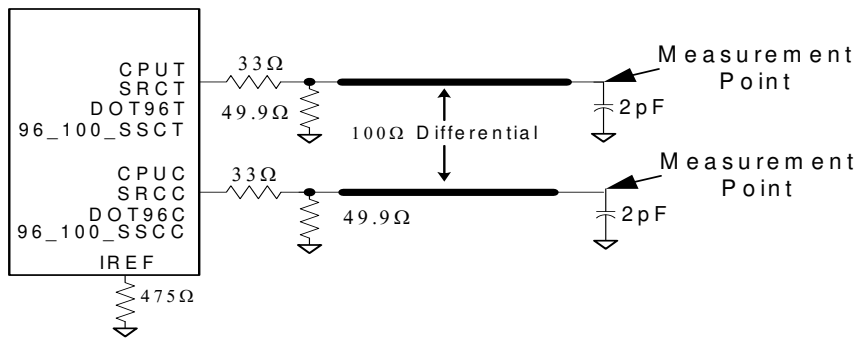 CPUT
SRCT
DOT96T
96_100_SSCT
CPUC
SRCC
DOT96C
96_100_SSCC
IREF
475Ω
33Ω
49.9Ω
100Ω Differential
33Ω
49.9Ω
Measurement
Point
2pF
Measurement
Point
2pF